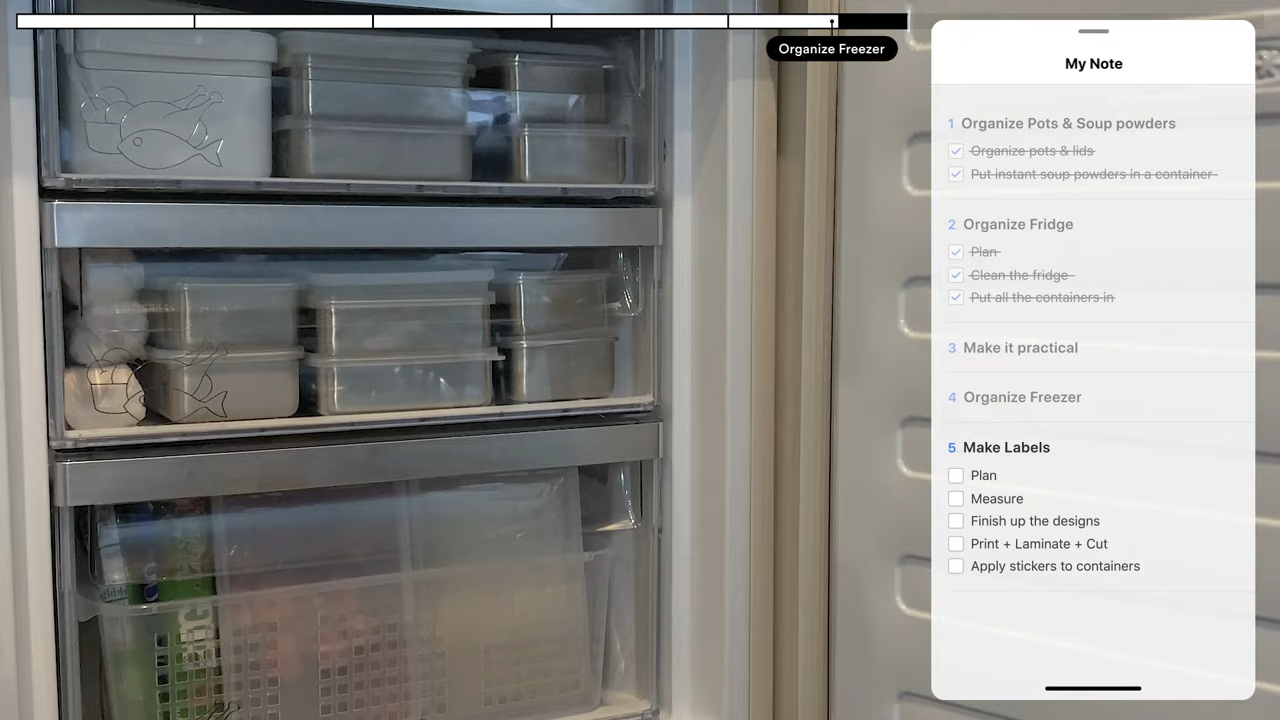 Organize Freezer
My Note
1. Organize Pots & Soup powders
Organize pots & lids
Put instant soup powders in a container
2. Organize Fridge
Plan
Clean the fridge
Put all the containers in
3. Make it practical
4. Organize Freezer
5. Make Labels
Plan
Measure
Finish up the designs
Print + Laminate + Cut
Apply stickers to containers